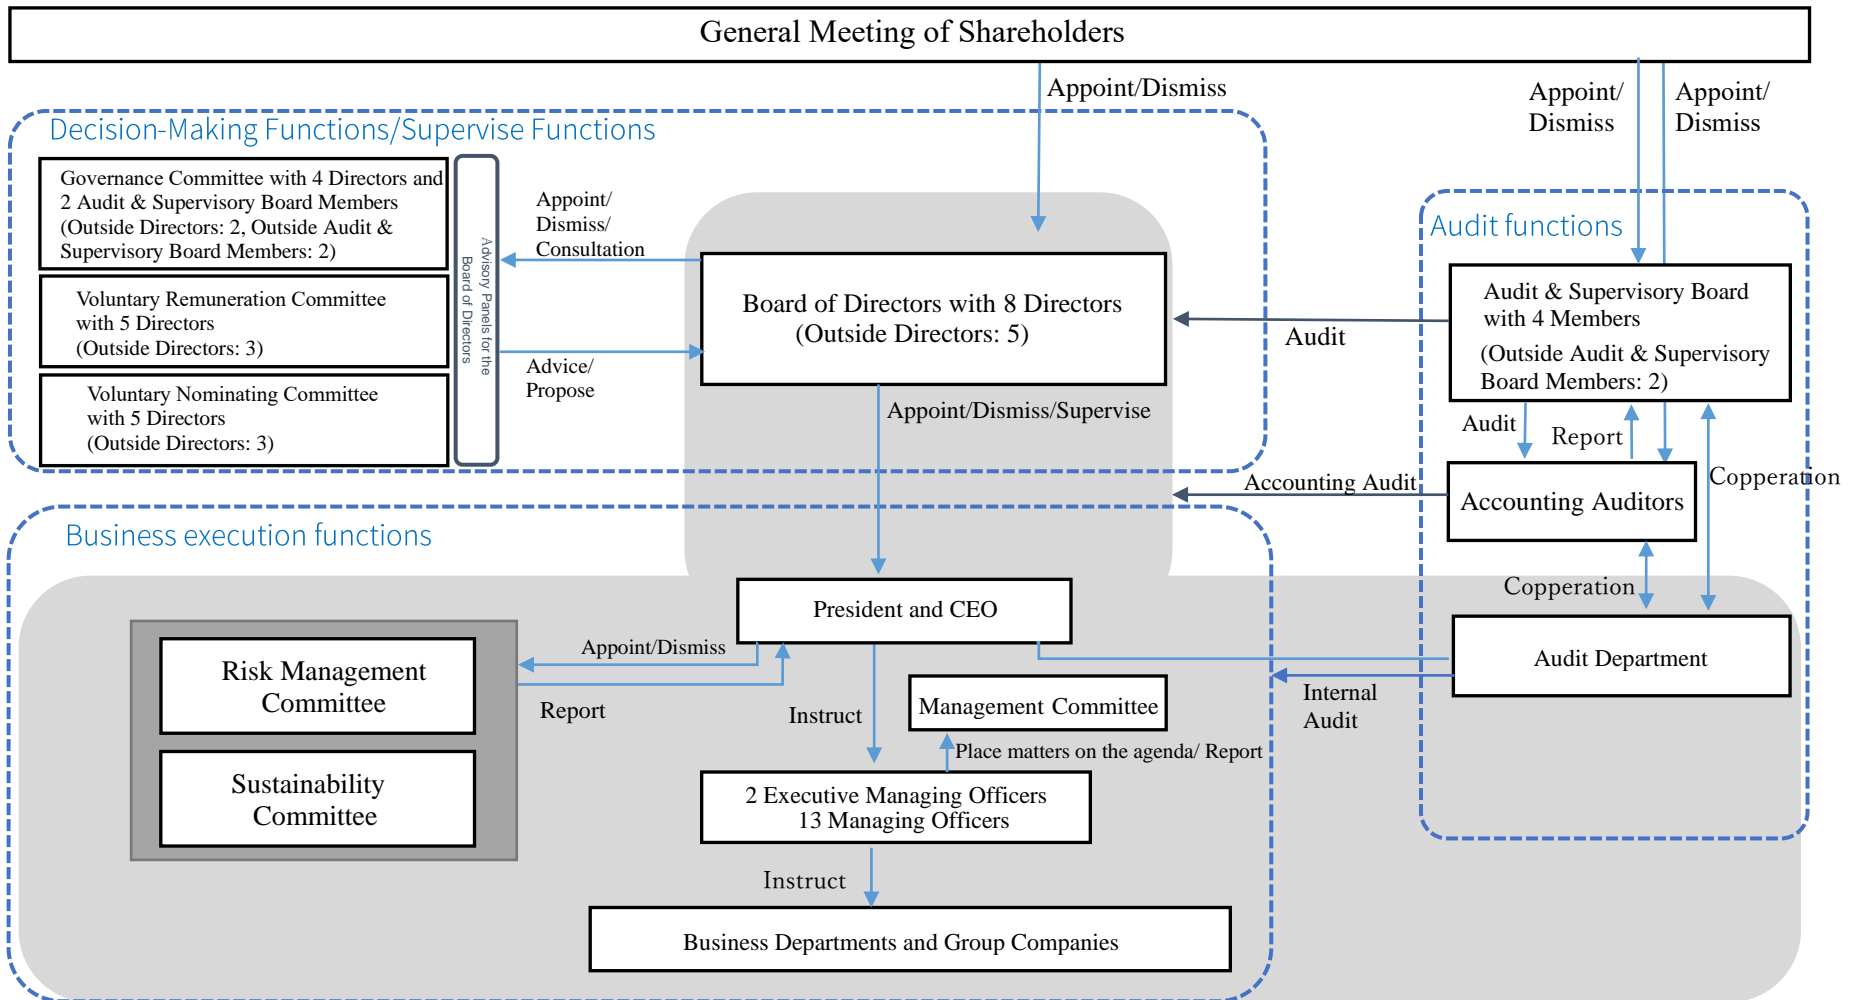 General Meeting of Shareholders
Appoint/Dismiss
Appoint/
Dismiss
Appoint/
Dismiss
Decision-Making Functions/Supervise Functions
Governance Committee with 4 Directors and
2 Audit & Supervisory Board Members
(Outside Directors: 2, Outside Audit &
Supervisory Board Members: 2)
Voluntary Remuneration Committee
with 5 Directors
(Outside Directors: 3)
Voluntary Nominating Committee
with 5 Directors
(Outside Directors: 3)
Advisory Panels for the
Board of Directors
Appoint/
Dismiss/
Consultation
Advice/
Propose
Board of Directors with 8 Directors
(Outside Directors: 5)
Appoint/Dismiss/Supervise
Audit
Accounting Audit
Audit functions
Audit & Supervisory Board
with 4 Members
(Outside Audit & Supervisory
Board Members: 2)
Audit
Report
Copperation
Accounting Auditors
Copperation
Audit Department
Internal
Audit
Business execution functions
President and CEO
Appoint/Dismiss
Report
Risk Management
Committee
Sustainability
Committee
Instruct
Management Committee
Place matters on the agenda/ Report
2 Executive Managing Officers
13 Managing Officers
Instruct
Business Departments and Group Companies